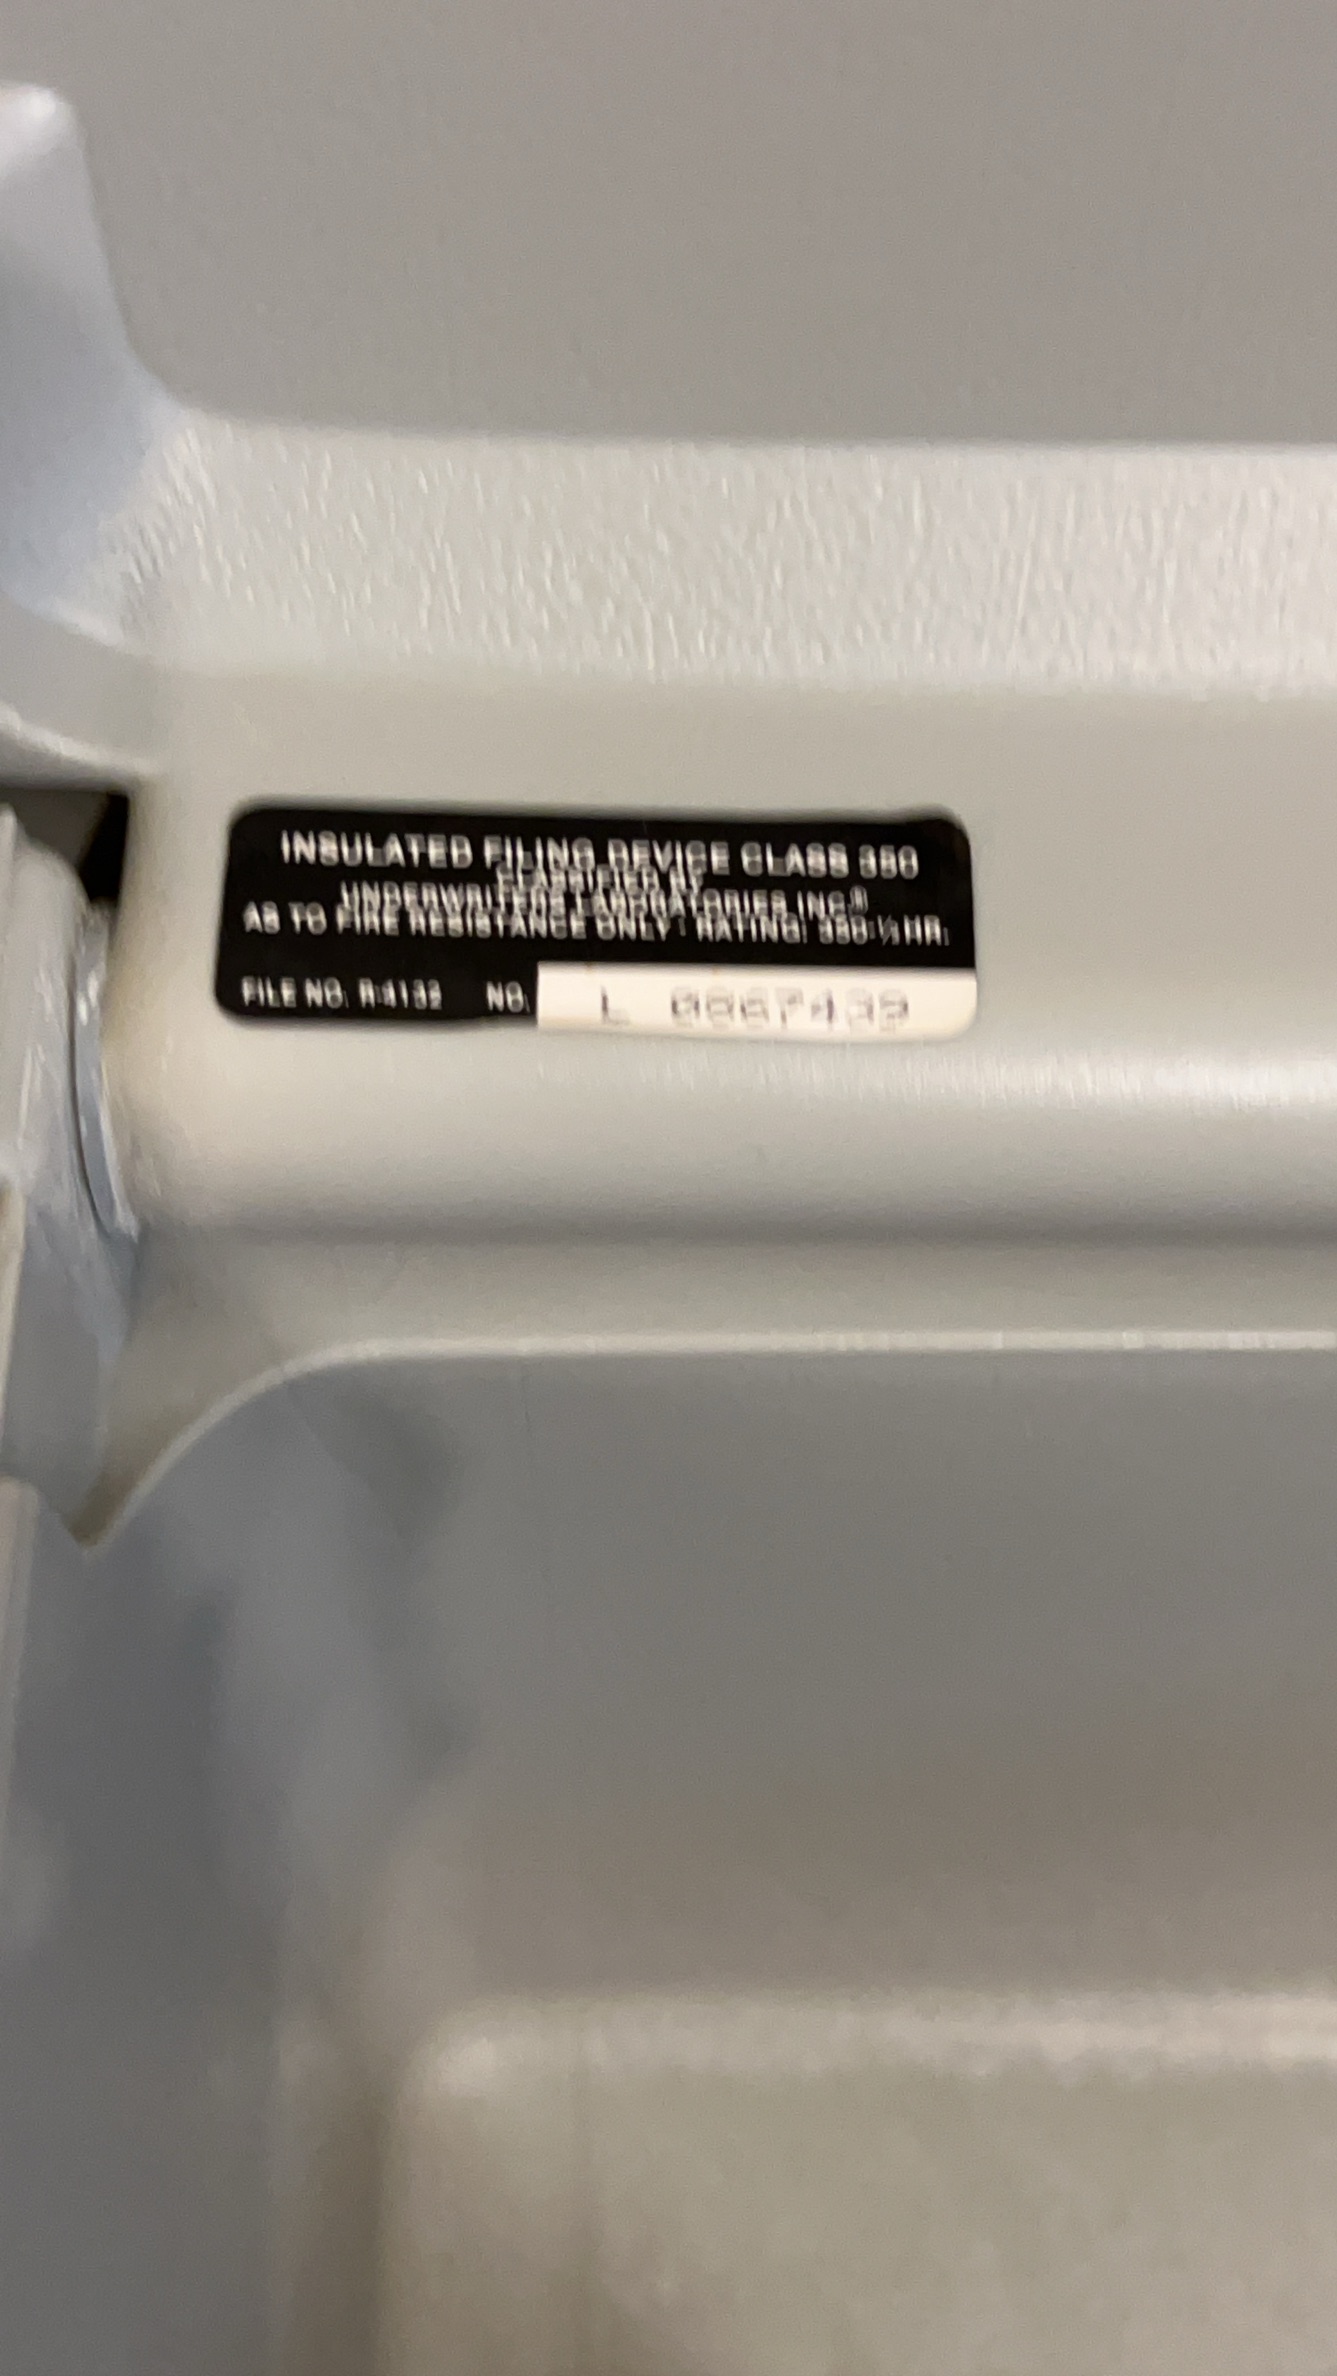 INSULATED FILING DEVICE CLASS 350
CLASSIFIED BY
UNDERWRITERS LABORATORIES INC.®
AS TO FIRE RESISTANCE ONLY. RATING: 350-½ HR.
FILE NO. R4132 NO. L